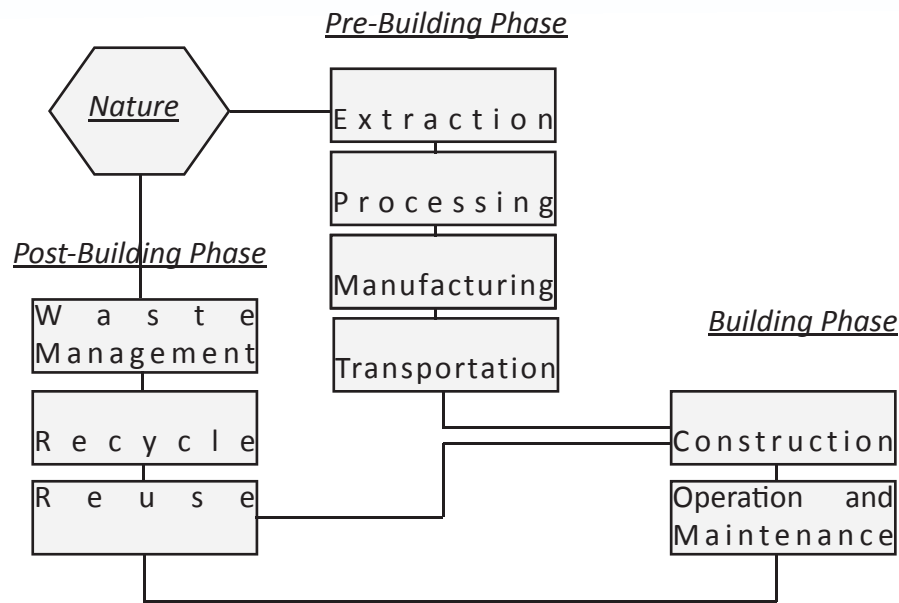 Pre-Building Phase
Nature
Extraction
Processing
Manufacturing
Transportation
Post-Building Phase
Waste
Management
Recycle
Reuse
Building Phase
Construction
Operation and
Maintenance